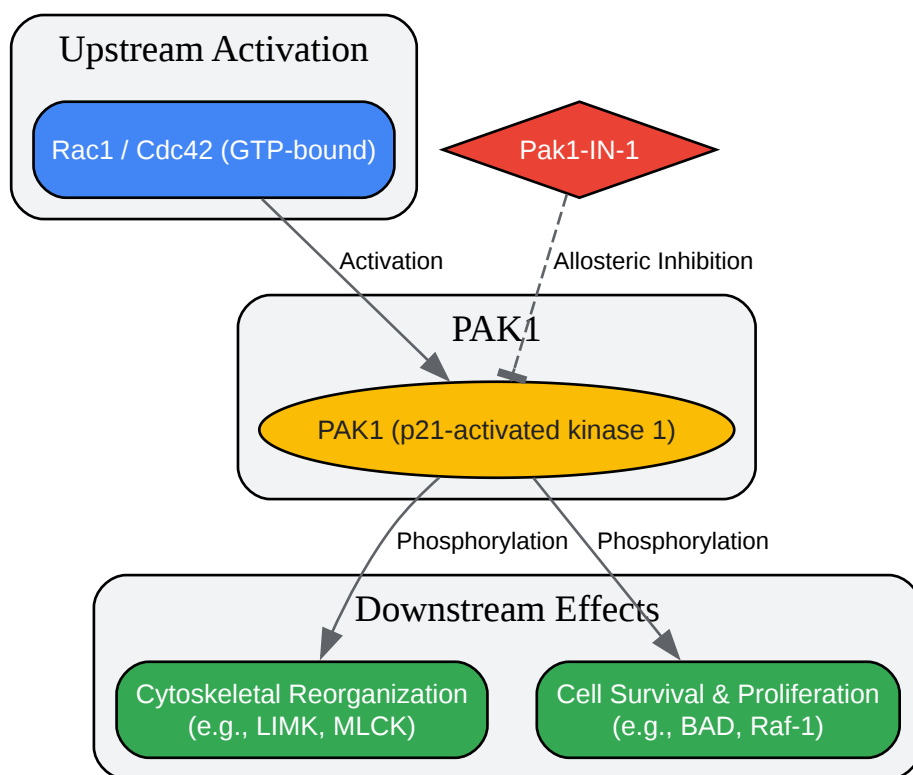 Upstream Activation
Rac1 / Cdc42 (GTP-bound)
Pak1-IN-1
Activation
Allosteric Inhibition
PAK1
PAK1 (p21-activated kinase 1)
Phosphorylation
Phosphorylation
Downstream Effects
Cytoskeletal Reorganization
(e.g., LIMK, MLCK)
Cell Survival & Proliferation
(e.g., BAD, Raf-1)